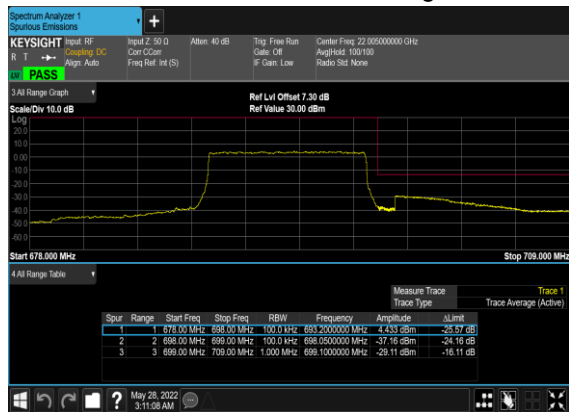 Spectrum Analyzer 1
Spurious Emissions
+
KEYSIGHT Input: RF Input Z: 50 Ω Atten: 40 dB Trig: Free Run Center Freq: 22.005000000 GHz
R T Coupling: DC Corr CCorr Gate: Off Avg|Hold: 100/100
Align: Auto Freq Ref: Int (S) IF Gain: Low Radio Std: None
LW PASS
3 All Range Graph
Ref Lvl Offset 7.30 dB
Scale/Div 10.0 dB Ref Value 30.00 dBm
Log
20.0
10.0
0.00
-10.0
-20.0
-30.0
-40.0
-50.0
-60.0
Start 678.000 MHz Stop 709.000 MHz
4 All Range Table
Measure Trace Trace 1
Trace Type Trace Average (Active)
Spur Range Start Freq Stop Freq RBW Frequency Amplitude ΔLimit
1 1 678.00 MHz 698.00 MHz 100.0 kHz 693.2000000 MHz 4.433 dBm -25.57 dB
2 2 698.00 MHz 699.00 MHz 100.0 kHz 698.0500000 MHz -37.16 dBm -24.16 dB
3 3 699.00 MHz 709.00 MHz 1.000 MHz 699.1000000 MHz -29.11 dBm -16.11 dB
? May 28, 2022
3:11:08 AM